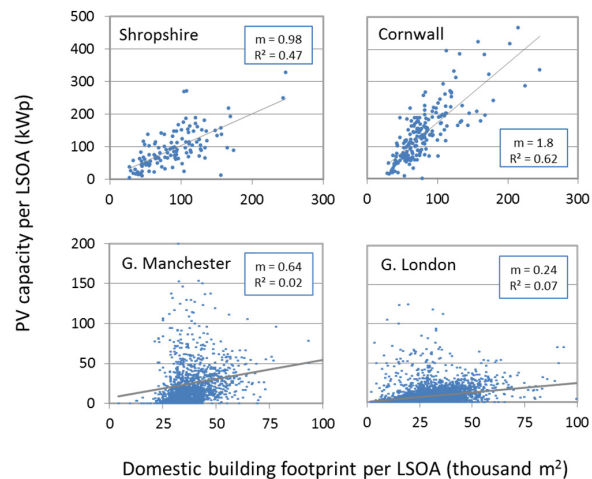 Shropshire
m = 0.98
R² = 0.47
500
400
300
200
100
0
0
100
200
300
Cornwall
m = 1.8
R² = 0.62
0
100
200
300
G. Manchester
m = 0.64
R² = 0.02
200
150
100
50
0
0
25
50
75
100
G. London
m = 0.24
R² = 0.07
0
25
50
75
100
PV capacity per LSOA (kWp)
Domestic building footprint per LSOA (thousand m²)